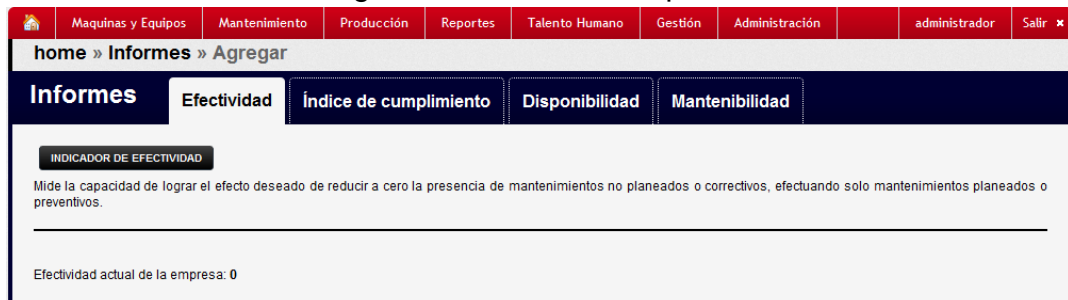 Maquinas y Equipos Mantenimiento Producción Reportes Talento Humano Gestión Administración administrador Salir ×
home » Informes » Agregar
Informes Efectividad Índice de cumplimiento Disponibilidad Mantenibilidad
INDICADOR DE EFECTIVIDAD
Mide la capacidad de lograr el efecto deseado de reducir a cero la presencia de mantenimientos no planeados o correctivos, efectuando solo mantenimientos planeados o
preventivos.
Efectividad actual de la empresa: 0